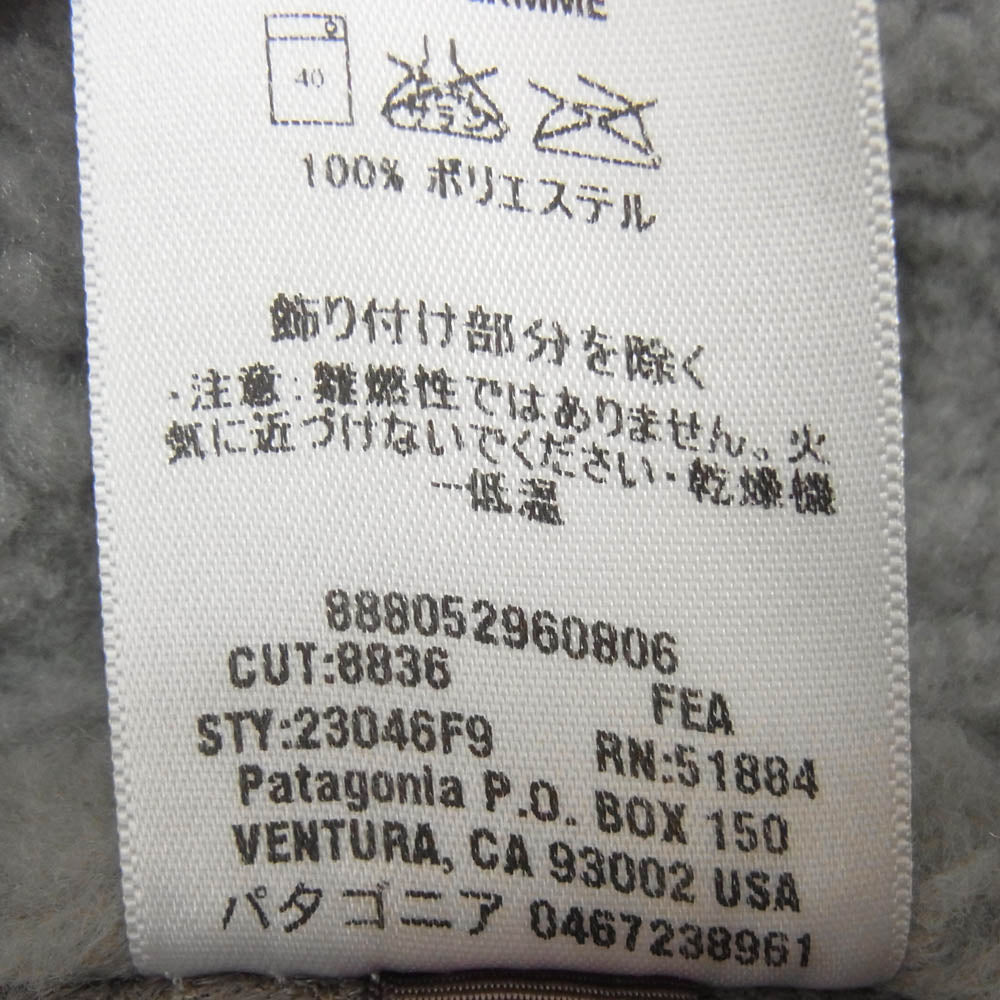 40
100% ポリエステル
飾り付け部分を除く
・注意:難燃性ではありません。火
気に近づけないでください・乾燥機
ー低温
888052960806
CUT:8836
FEA
STY:23046F9
RN:51884
Patagonia P.O. BOX 150
VENTURA, CA 93002 USA
パタゴニア 0467238961